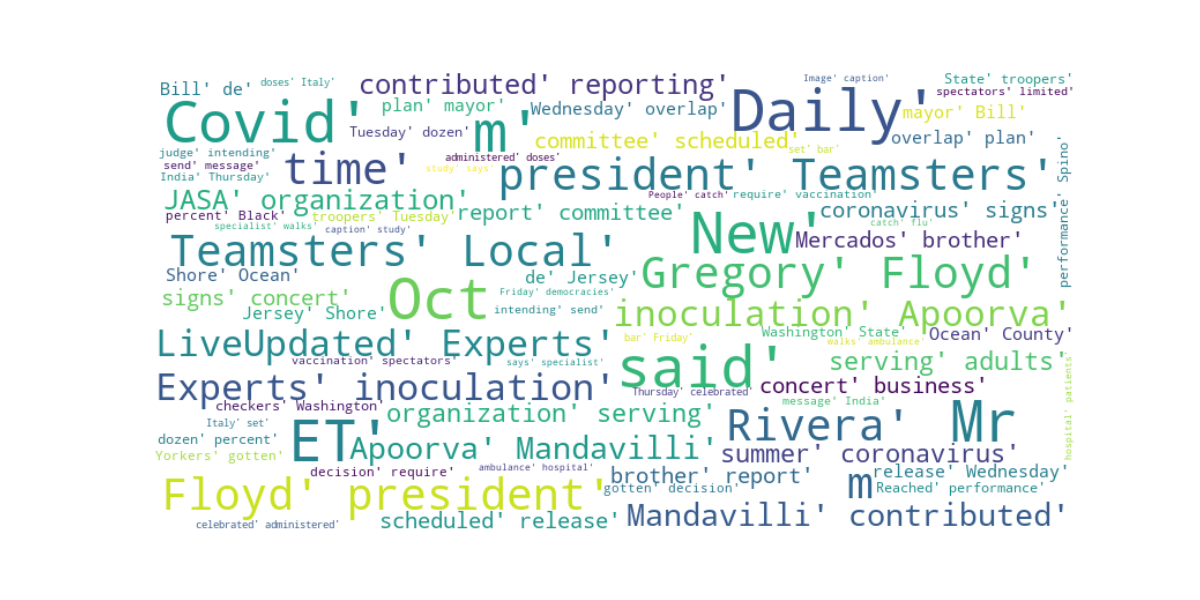 Bill' de'
doses' Italy'
contributed' reporting'
Image' caption'
State' troopers'
spectators' limited'
Covid'
plan' mayor'
Wednesday' overlap'
Daily'
mayor' Bill'
Tuesday' dozen'
m'
committee' scheduled'
overlap' plan'
set' bar'
judge' intending'
send' message'
India' Thursday'
time'
administered' doses'
study' says'
president' Teamsters'
performance' Spino'
JASA' organization'
People' catch'
require' vaccination'
percent' Black'
troopers' Tuesday'
report' committee'
New'
coronavirus' signs'
specialist' walks'
caption' study'
catch' flu'
Teamsters' Local'
Mercados' brother'
Shore' Ocean'
de' Jersey'
Gregory' Floyd'
signs' concert'
Jersey' Shore'
Oct
Friday' democracies'
intending' send'
inoculation' Apoorva'
LiveUpdated' Experts'
bar' Friday'
Washington' State'
walks' ambulance'
Ocean' County'
vaccination' spectators'
says' specialist'
said'
serving' adults'
Experts' inoculation'
Thursday' celebrated'
concert' business'
hospital' patients'
checkers' Washington'
organization' serving'
message' India'
Italy' set'
dozen' percent'
Yorkers' gotten'
ET'
Apoorva' Mandavilli'
Rivera'
Mr
summer' coronavirus'
decision' require'
ambulance' hospital'
brother' report'
release' Wednesday'
Floyd' president'
gotten' decision'
m
Reached' performance'
celebrated' administered'
scheduled' release'
Mandavilli' contributed'